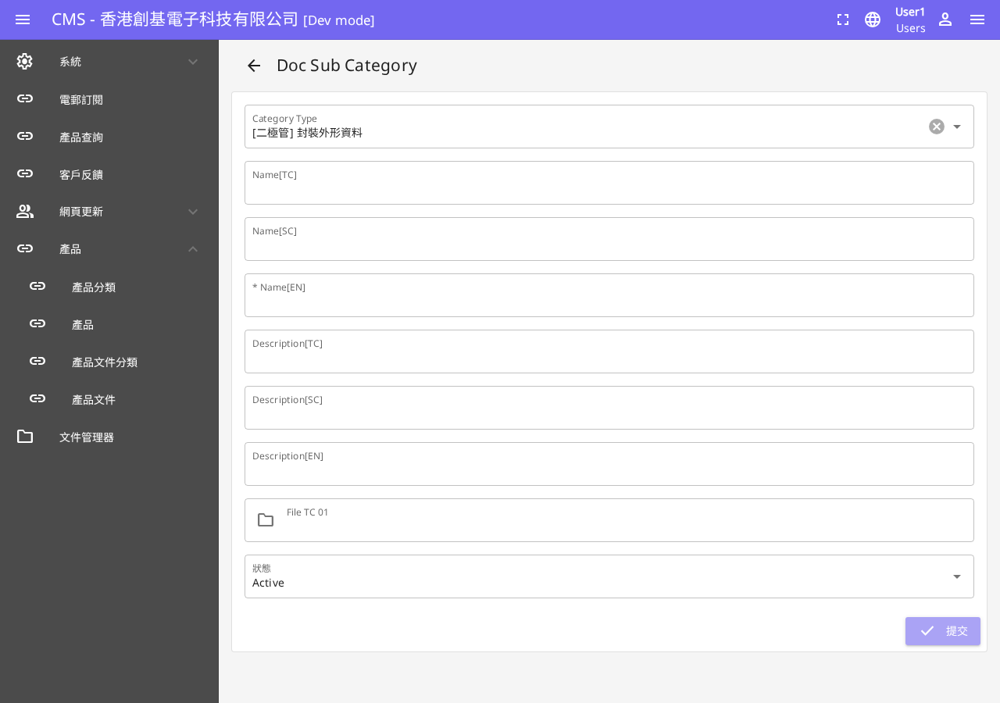 CMS - 香港創基電子科技有限公司 [Dev mode]
User1
Users
系統
電郵訂閱
產品查詢
客戶反饋
網頁更新
產品
產品分類
產品
產品文件分類
產品文件
文件管理器
Doc Sub Category
Category Type
[二極管] 封裝外形資料
Name[TC]
Name[SC]
* Name[EN]
Description[TC]
Description[SC]
Description[EN]
File TC 01
狀態
Active
提交